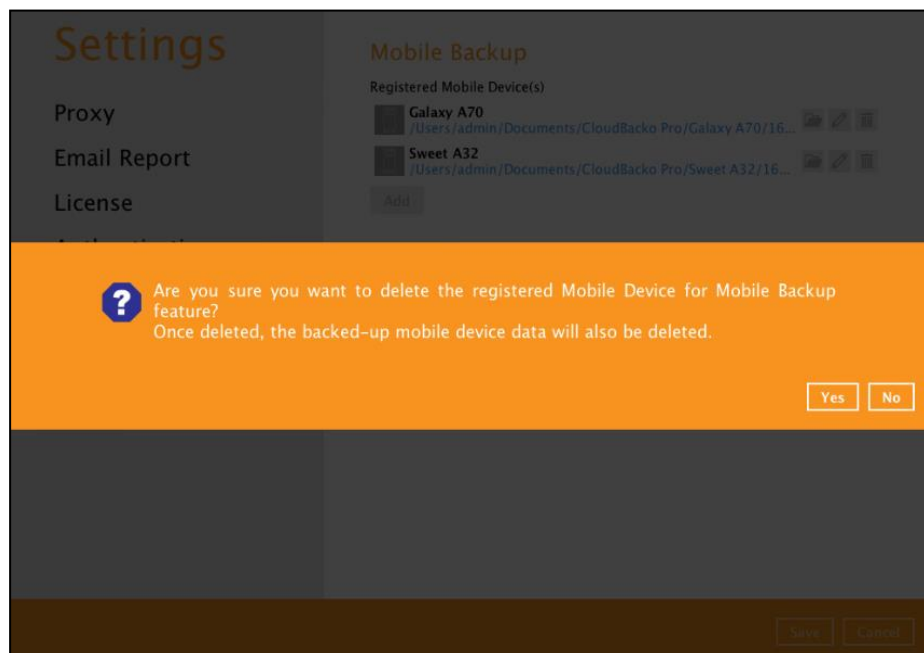 Settings
Proxy
Email Report
License
Mobile Backup
Registered Mobile Device(s)
Galaxy A70
/Users/admin/Documents/CloudBacko Pro/Galaxy A70/16...
Sweet A32
/Users/admin/Documents/CloudBacko Pro/Sweet A32/16...
Add
Are you sure you want to delete the registered Mobile Device for Mobile Backup
feature?
Once deleted, the backed-up mobile device data will also be deleted.
Yes No
Save Cancel